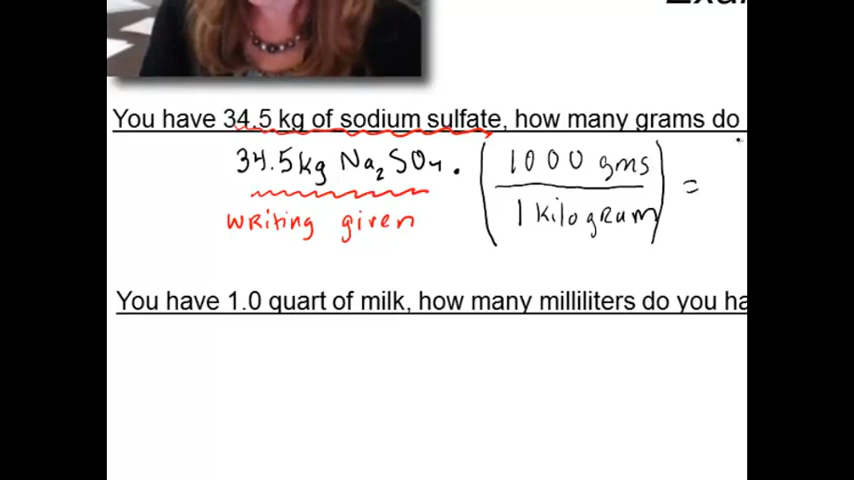 You have 34.5 kg of sodium sulfate, how many grams do
34.5kg Na₂SO₄ . (1000 gms / 1 kilogram) =
writing given
You have 1.0 quart of milk, how many milliliters do you ha